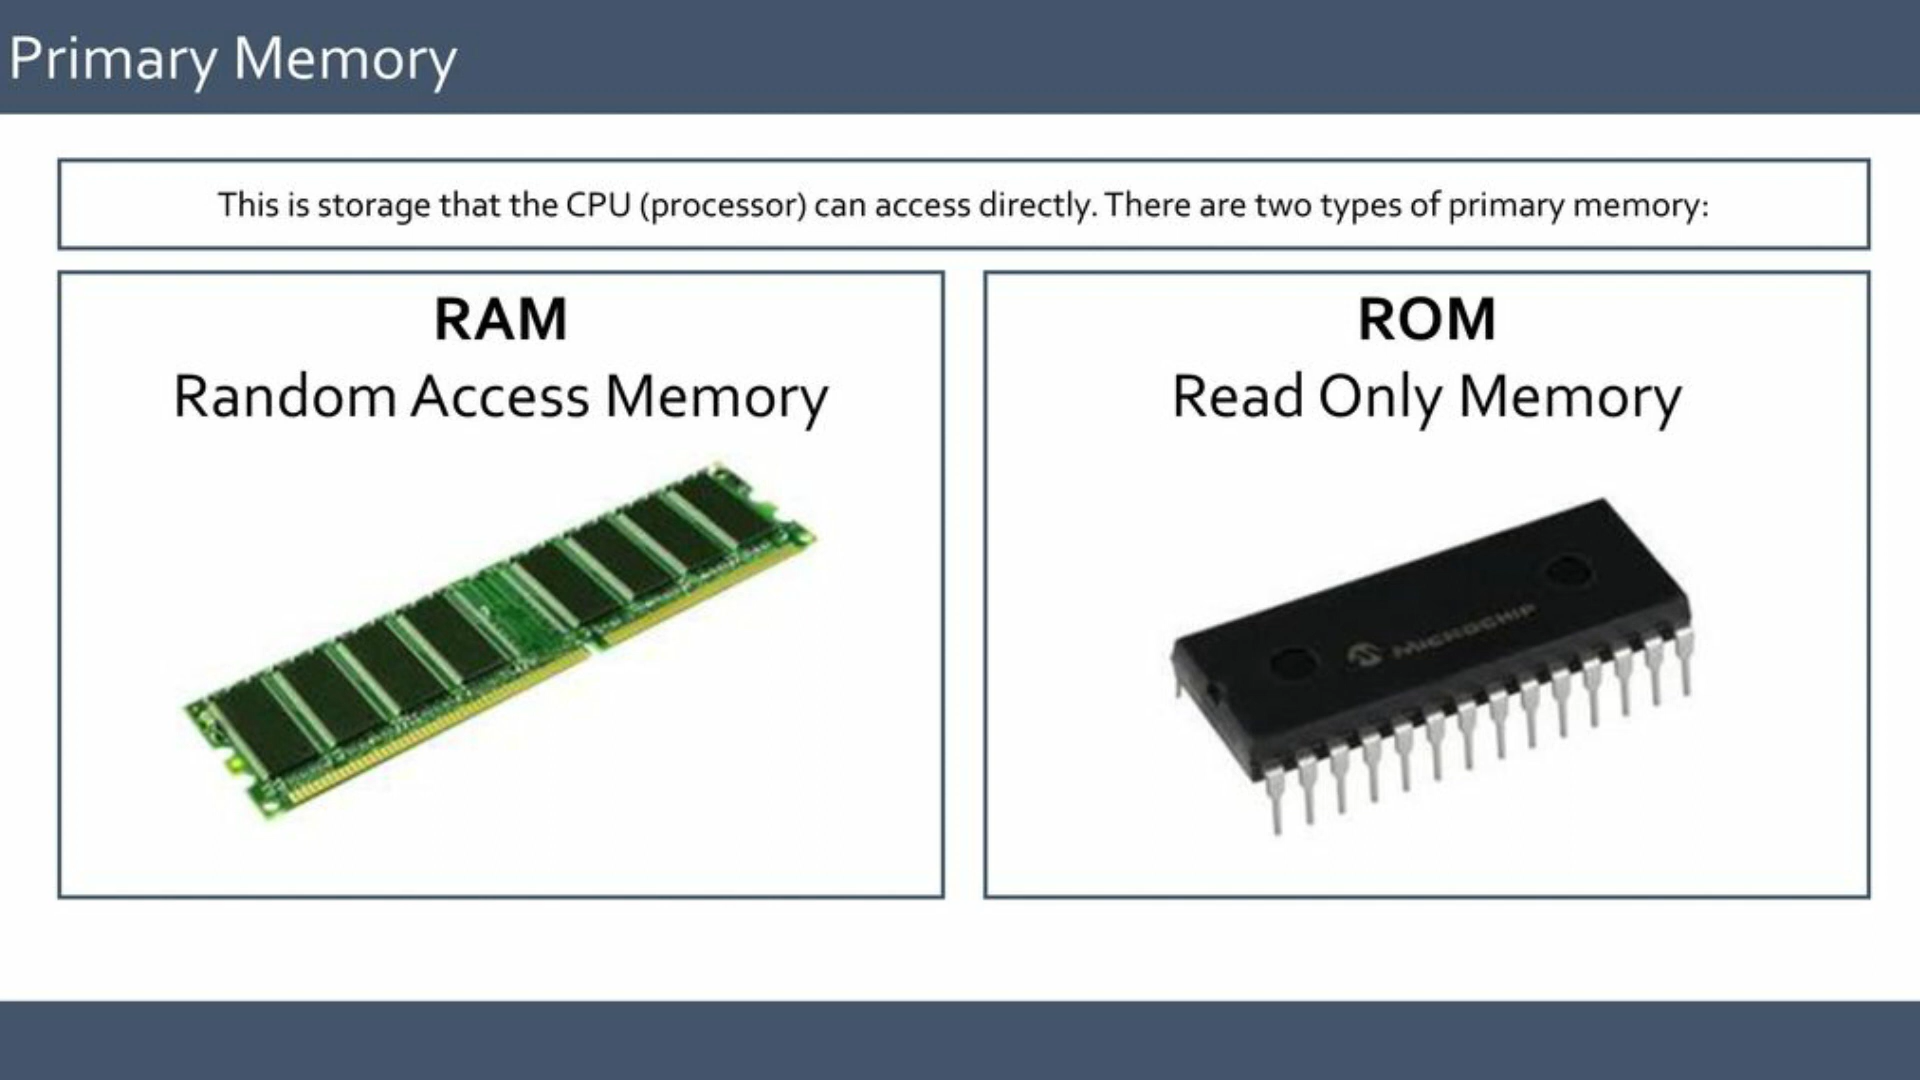 Primary Memory
This is storage that the CPU (processor) can access directly. There are two types of primary memory:
RAM
Random Access Memory
ROM
Read Only Memory
MICROCHIP